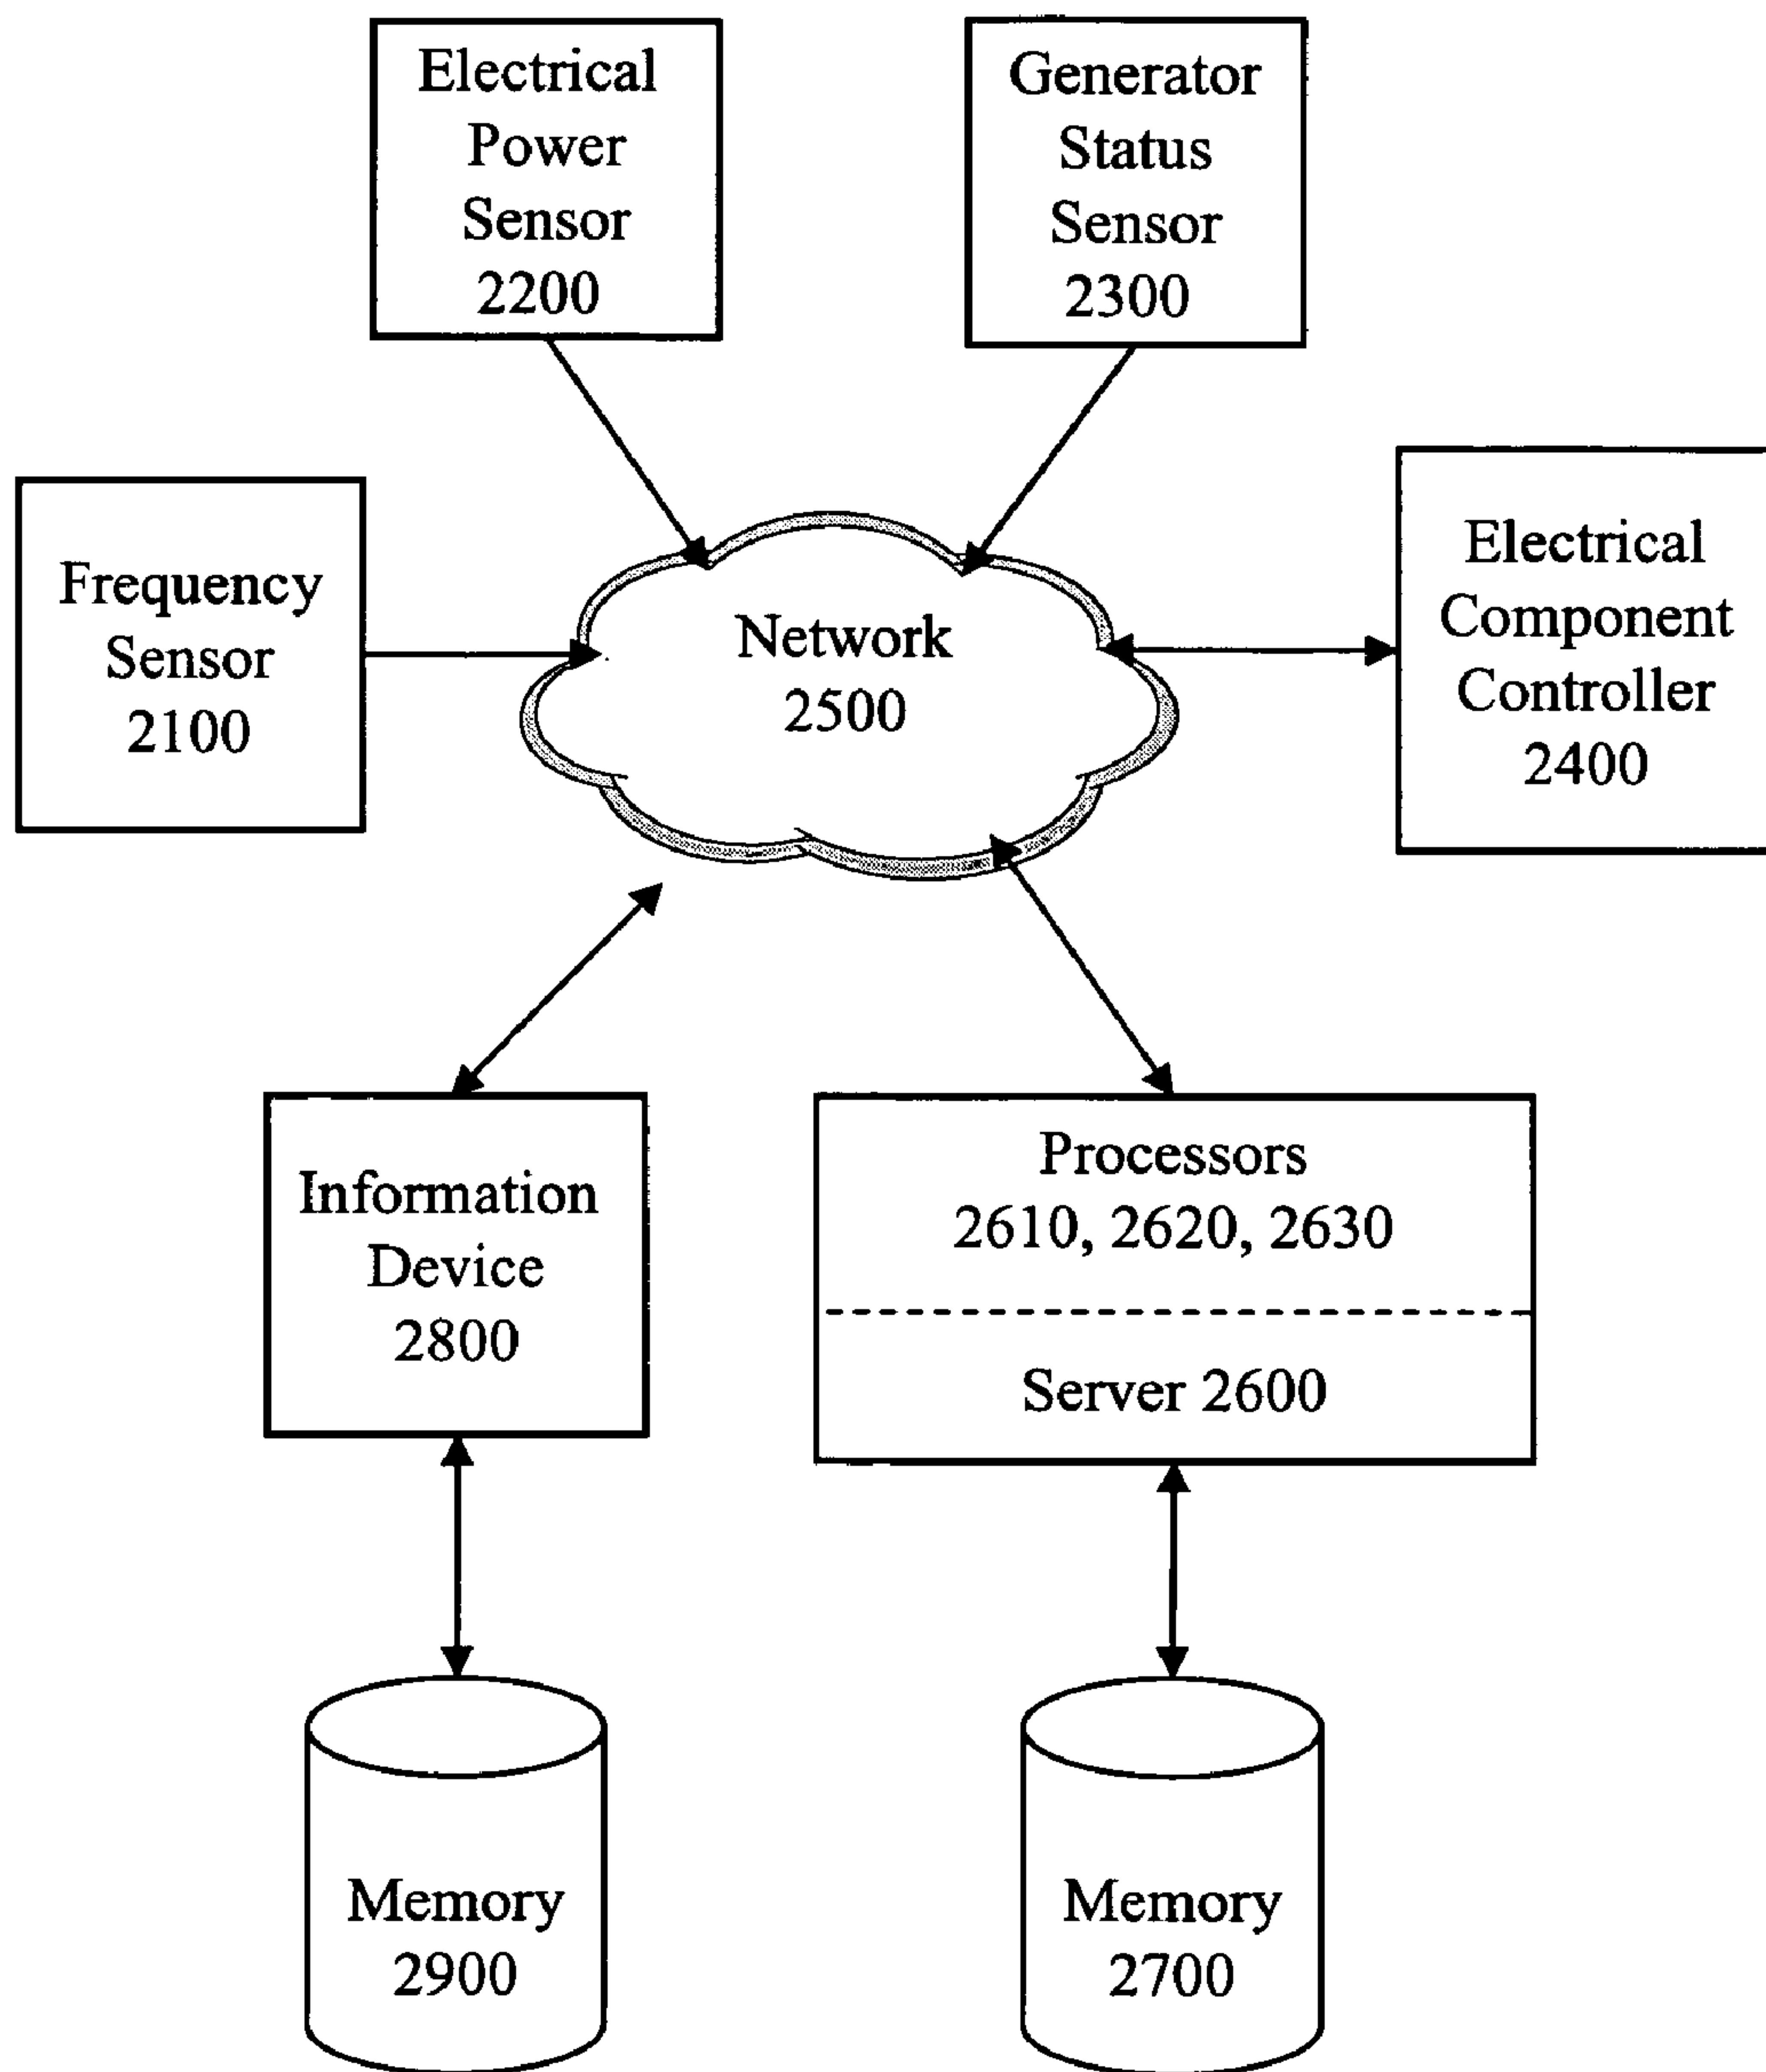 Electrical
Power
Sensor
2200
Generator
Status
Sensor
2300
Frequency
Sensor
2100
Network
2500
Electrical
Component
Controller
2400
Information
Device
2800
Processors
2610, 2620, 2630
Server 2600
Memory
2900
Memory
2700